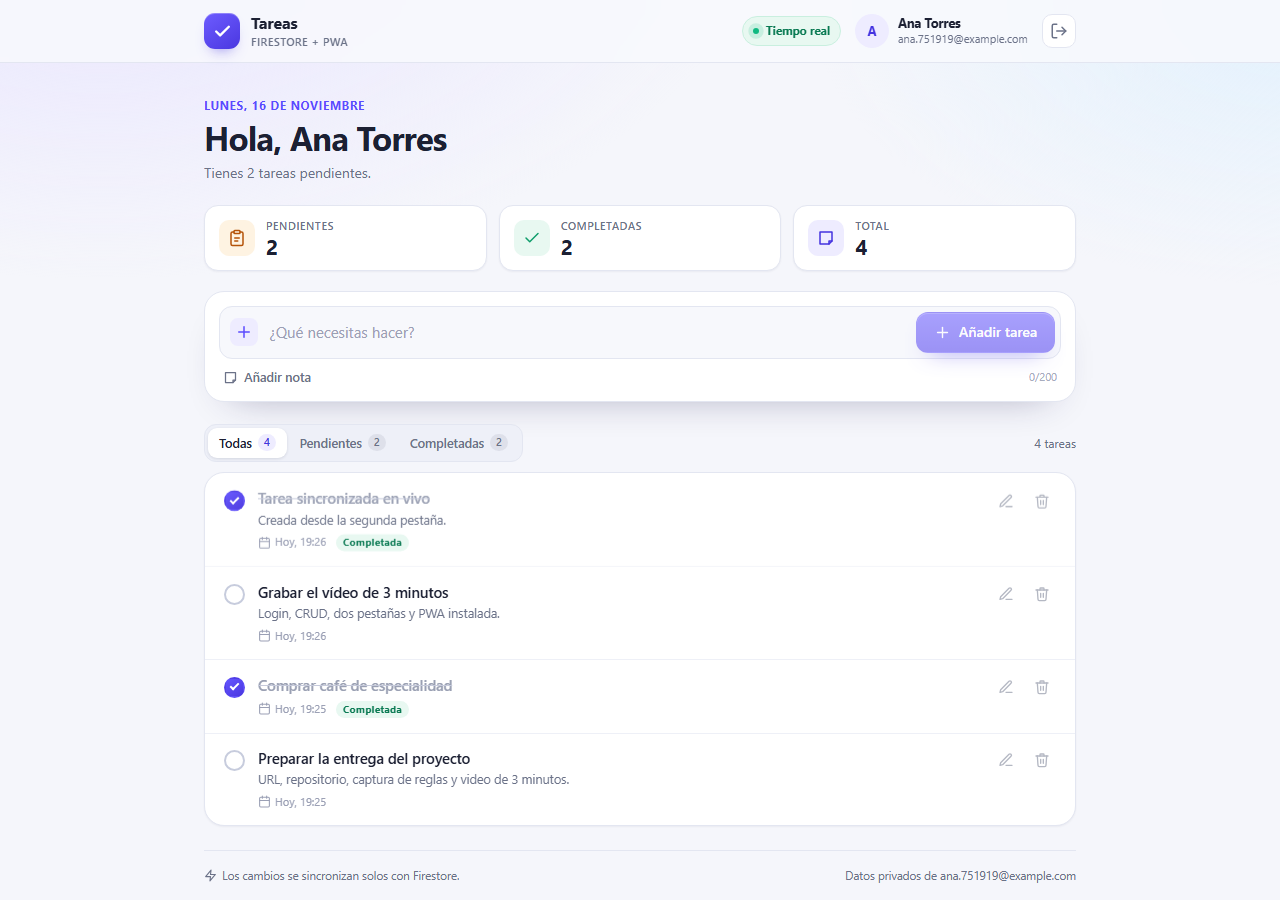 Tareas
FIRESTORE + PWA
Tiempo real
A
Ana Torres
ana.751919@example.com
LUNES, 16 DE NOVIEMBRE
Hola, Ana Torres
Tienes 2 tareas pendientes.
PENDIENTES
2
COMPLETADAS
2
TOTAL
4
¿Qué necesitas hacer?
Añadir tarea
Añadir nota
0/200
Todas 4
Pendientes 2
Completadas 2
4 tareas
Tarea sincronizada en vivo
Creada desde la segunda pestaña.
Hoy, 19:26 Completada
Grabar el vídeo de 3 minutos
Login, CRUD, dos pestañas y PWA instalada.
Hoy, 19:26
Comprar café de especialidad
Hoy, 19:25 Completada
Preparar la entrega del proyecto
URL, repositorio, captura de reglas y video de 3 minutos.
Hoy, 19:25
Los cambios se sincronizan solos con Firestore.
Datos privados de ana.751919@example.com